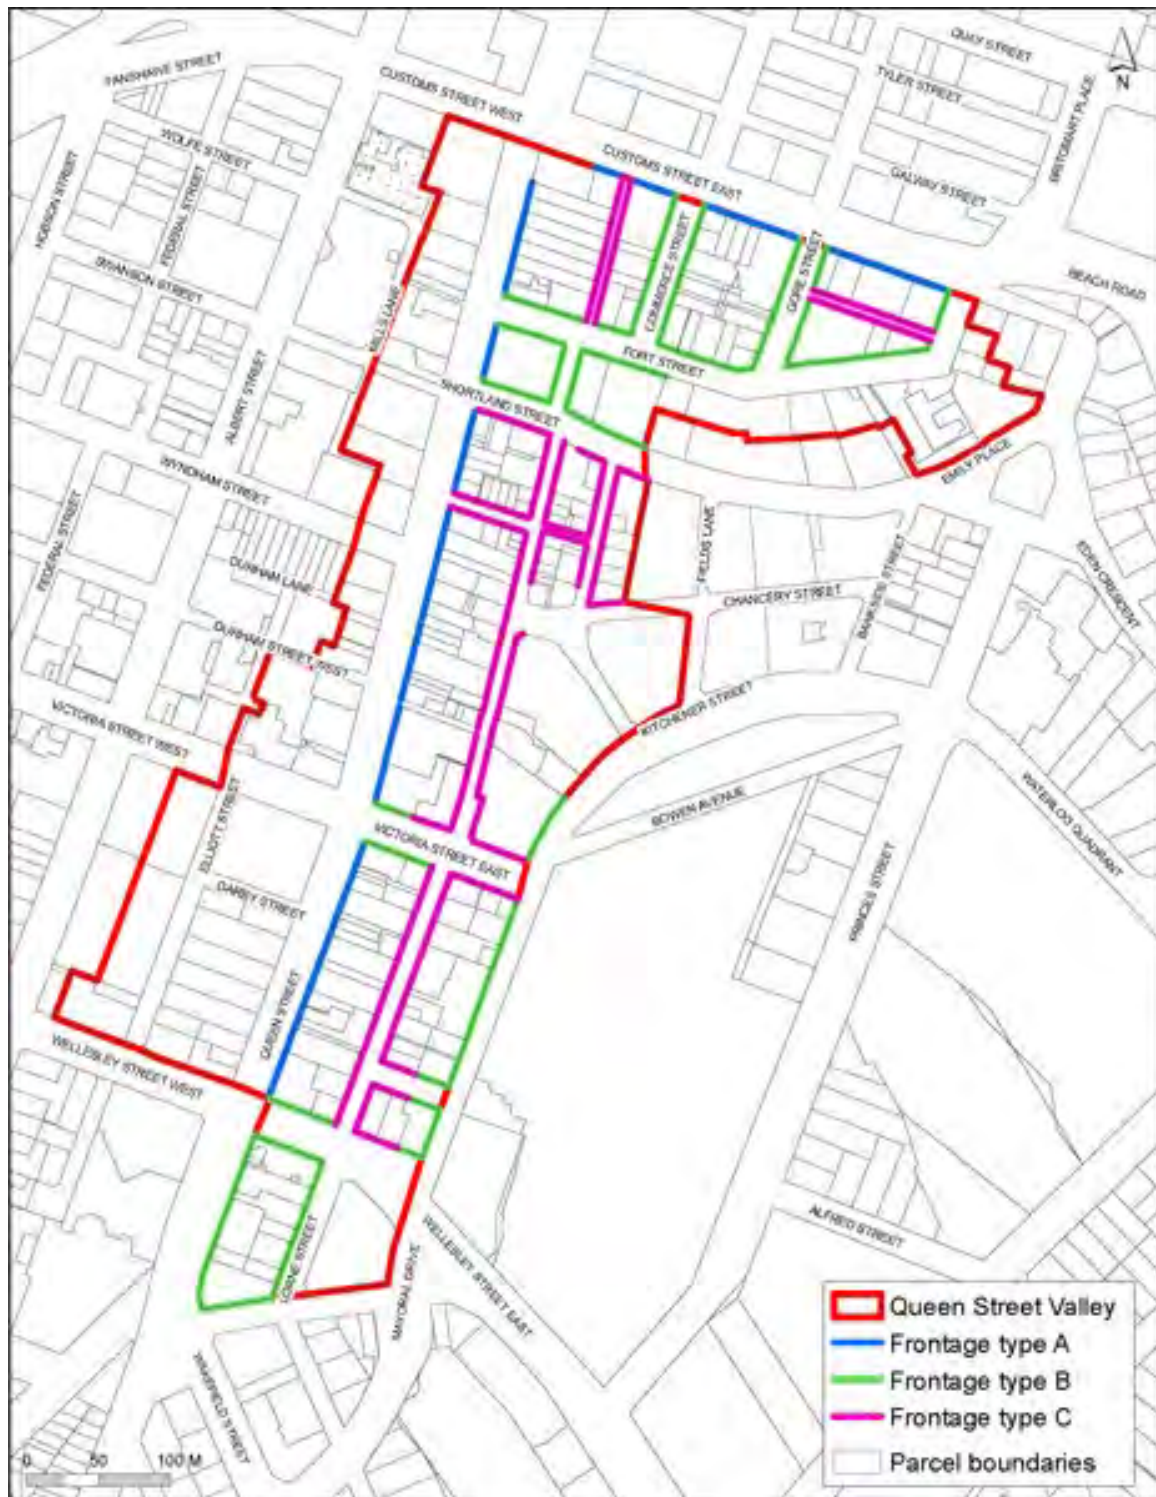 QUAY STREET
FANSHAWE STREET
CUSTOMS STREET WEST
TYLER STREET
BRITOMART PLACE
N
WOLFE STREET
CUSTOMS STREET EAST
GALWAY STREET
HOBSON STREET
FEDERAL STREET
SWANSON STREET
COMMERCE STREET
GORE STREET
BEACH ROAD
MILLS LANE
FORT STREET
ALBERT STREET
SHORTLAND STREET
EMILY PLACE
WYNDHAM STREET
FEDERAL STREET
FIELDS LANE
BANKSIDE STREET
EDEN CRESCENT
DURHAM LANE
CHANCERY STREET
DURHAM STREET WEST
KITCHENER STREET
VICTORIA STREET WEST
BOWEN AVENUE
WATERLOO QUADRANT
ELLIOTT STREET
VICTORIA STREET EAST
DARBY STREET
PRINCES STREET
QUEEN STREET
WELLESLEY STREET WEST
ALFRED STREET
LORNE STREET
MAYORAL DRIVE
WELLESLEY STREET EAST
WAKEFIELD STREET
Queen Street Valley
Frontage type A
Frontage type B
Frontage type C
Parcel boundaries
0 50 100 M